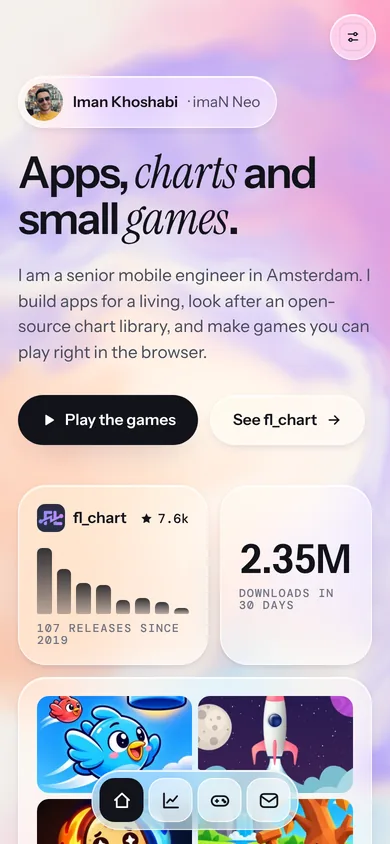 Iman Khoshabi · imaN Neo
Apps, charts and
small games.
I am a senior mobile engineer in Amsterdam. I
build apps for a living, look after an open-
source chart library, and make games you can
play right in the browser.
Play the games
See fl_chart →
fl_chart ★ 7.6k
107 RELEASES SINCE
2019
2.35M
DOWNLOADS IN
30 DAYS